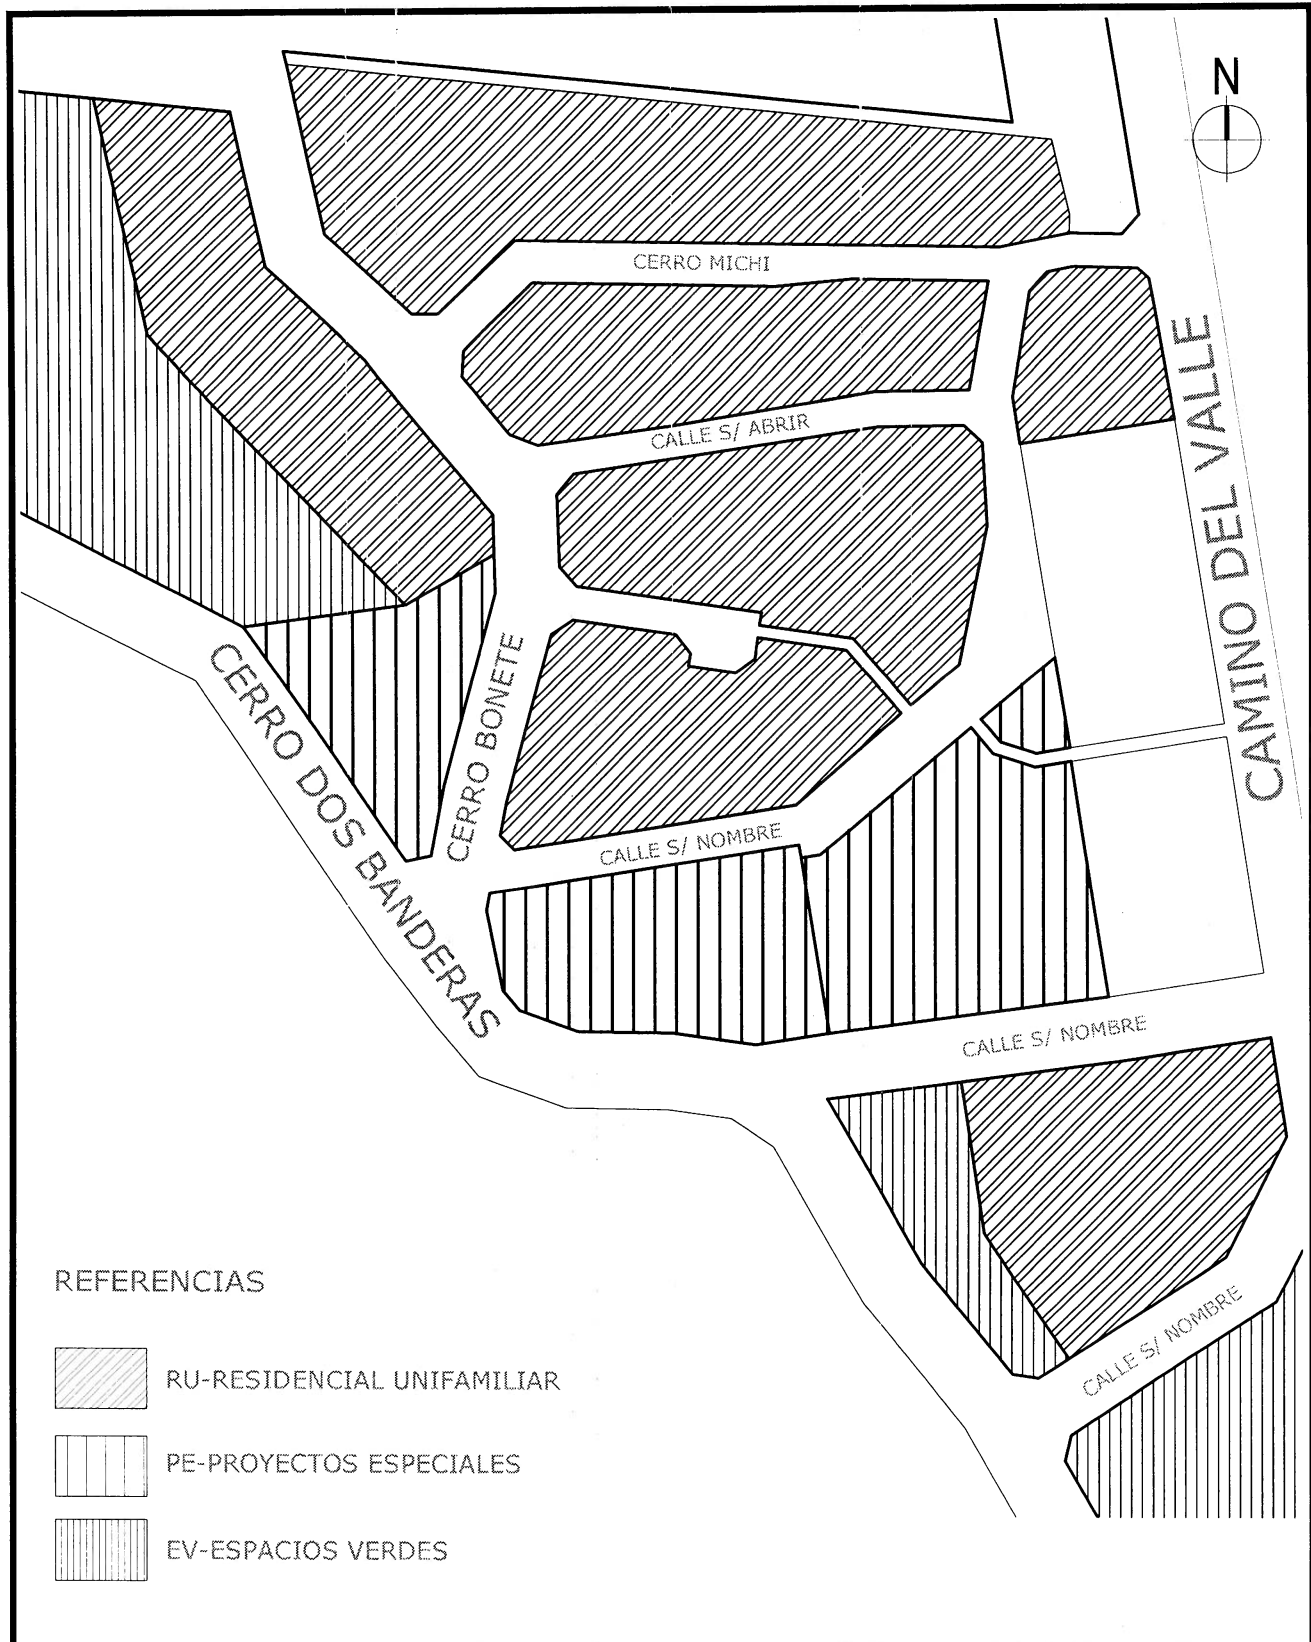 N
CERRO MICHI
CALLE S/ ABRIR
CAMINO DEL VALLE
CERRO BONETE
CERRO DOS BANDERAS
CALLE S/ NOMBRE
CALLE S/ NOMBRE
CALLE S/ NOMBRE
REFERENCIAS
RU-RESIDENCIAL UNIFAMILIAR
PE-PROYECTOS ESPECIALES
EV-ESPACIOS VERDES